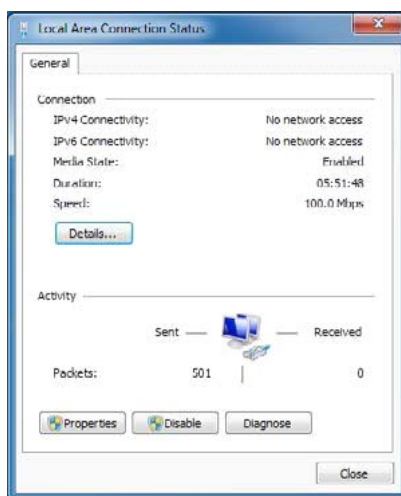 Local Area Connection Status
General
Connection
IPv4 Connectivity: No network access
IPv6 Connectivity: No network access
Media State: Enabled
Duration: 05:51:48
Speed: 100.0 Mbps
Details...
Activity
Sent — — Received
Packets: 501 | 0
Properties Disable Diagnose
Close